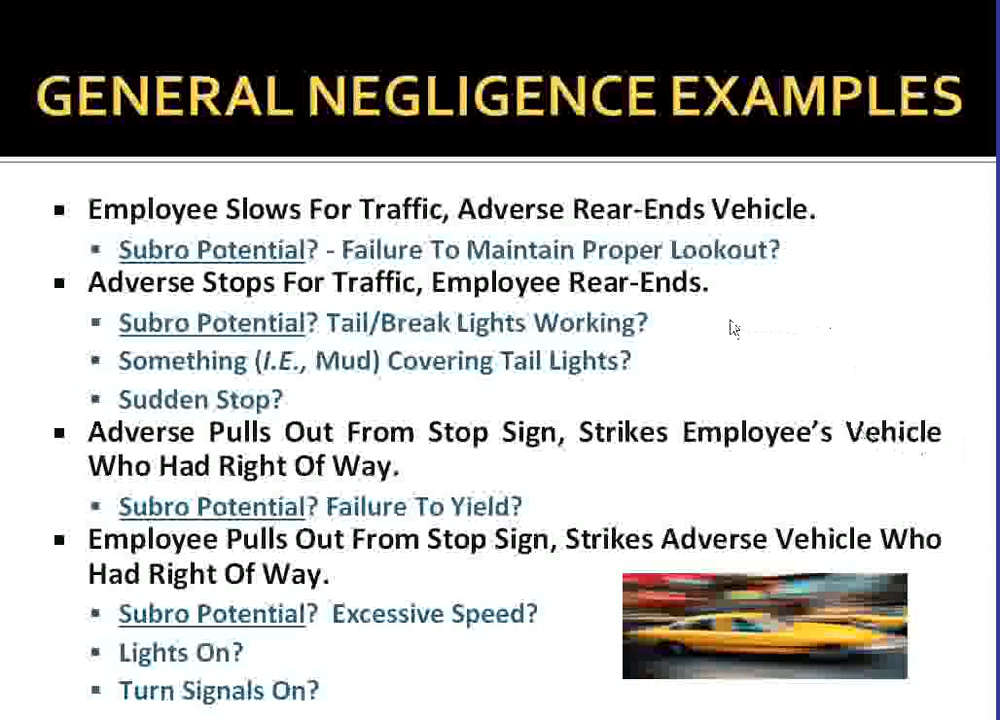 GENERAL NEGLIGENCE EXAMPLES
▪ Employee Slows For Traffic, Adverse Rear-Ends Vehicle.
▪ Subro Potential? - Failure To Maintain Proper Lookout?
▪ Adverse Stops For Traffic, Employee Rear-Ends.
▪ Subro Potential? Tail/Break Lights Working?
▪ Something (I.E., Mud) Covering Tail Lights?
▪ Sudden Stop?
▪ Adverse Pulls Out From Stop Sign, Strikes Employee's Vehicle
Who Had Right Of Way.
▪ Subro Potential? Failure To Yield?
▪ Employee Pulls Out From Stop Sign, Strikes Adverse Vehicle Who
Had Right Of Way.
▪ Subro Potential? Excessive Speed?
▪ Lights On?
▪ Turn Signals On?